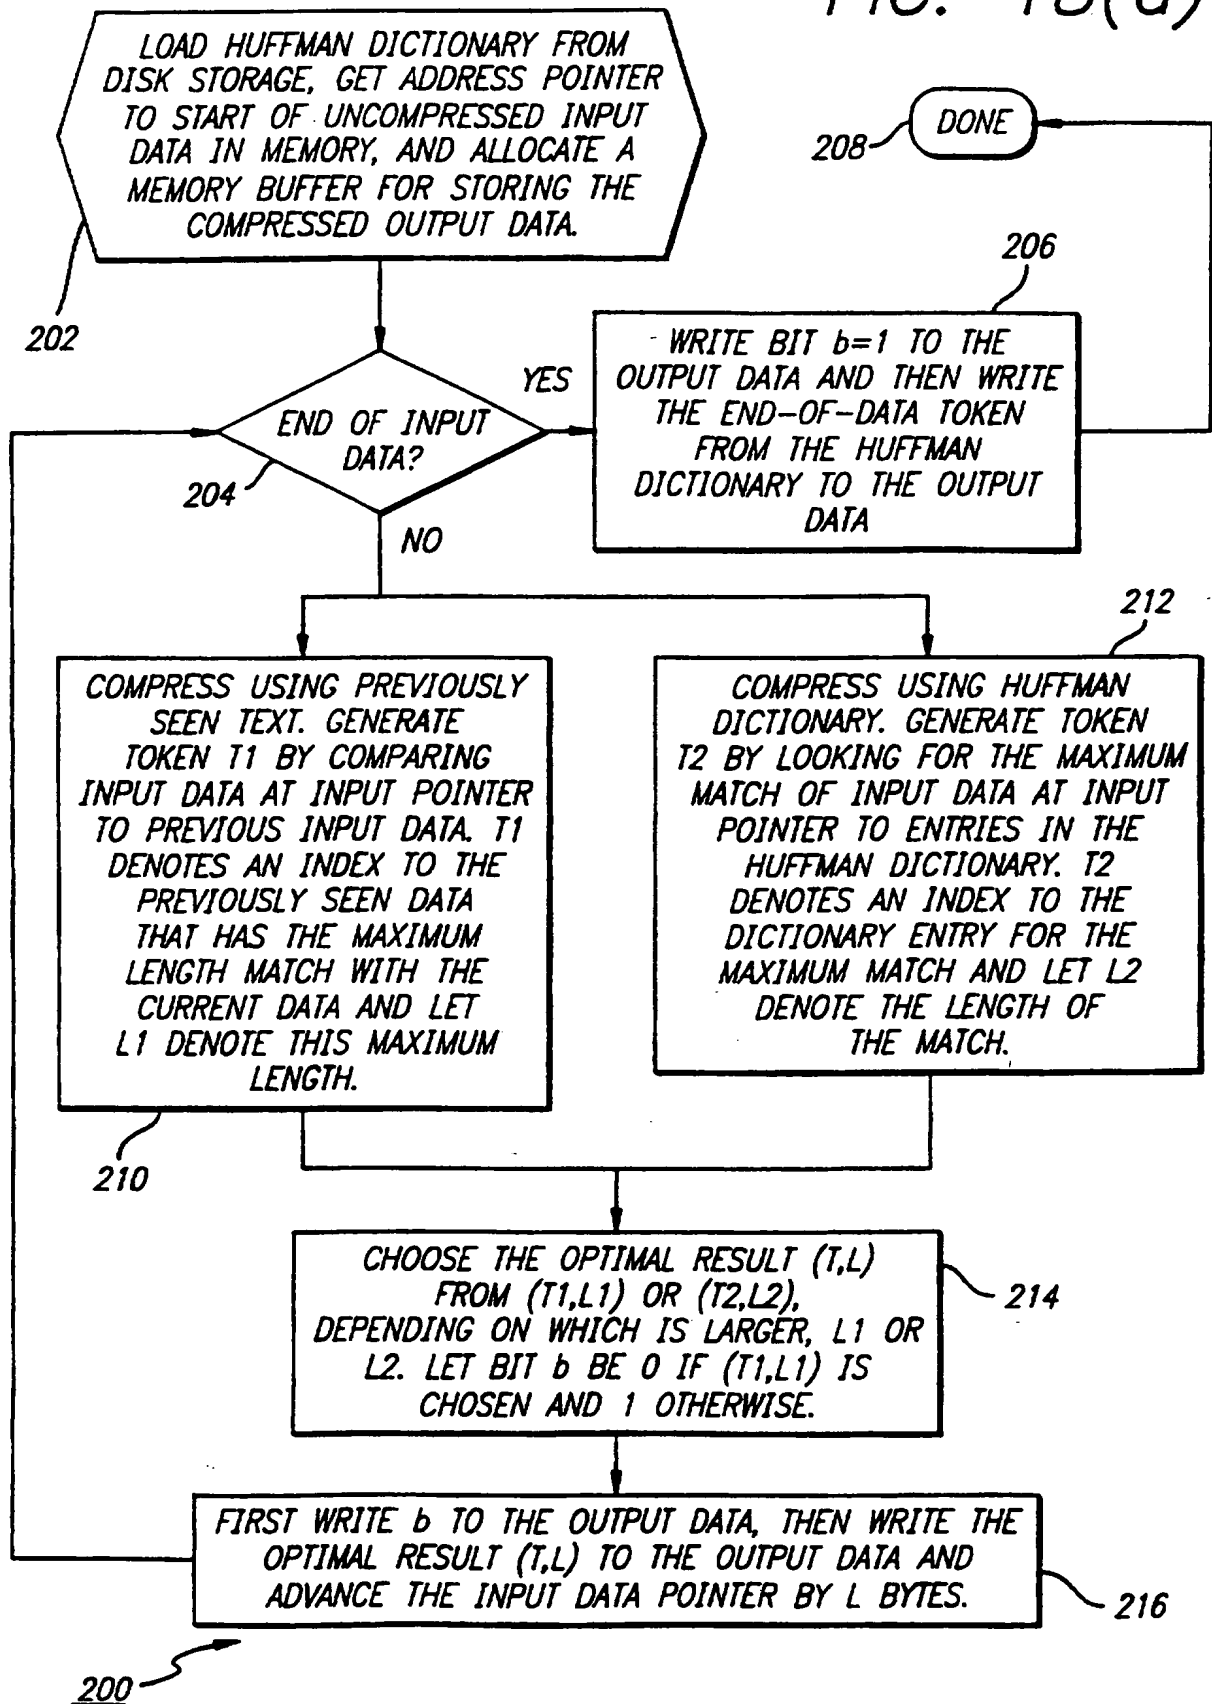 LOAD HUFFMAN DICTIONARY FROM
DISK STORAGE, GET ADDRESS POINTER
TO START OF UNCOMPRESSED INPUT
DATA IN MEMORY, AND ALLOCATE A
MEMORY BUFFER FOR STORING THE
COMPRESSED OUTPUT DATA.
202
DONE
208
END OF INPUT
DATA?
204
YES
NO
206
WRITE BIT b=1 TO THE
OUTPUT DATA AND THEN WRITE
THE END-OF-DATA TOKEN
FROM THE HUFFMAN
DICTIONARY TO THE OUTPUT
DATA
COMPRESS USING PREVIOUSLY
SEEN TEXT. GENERATE
TOKEN T1 BY COMPARING
INPUT DATA AT INPUT POINTER
TO PREVIOUS INPUT DATA. T1
DENOTES AN INDEX TO THE
PREVIOUSLY SEEN DATA
THAT HAS THE MAXIMUM
LENGTH MATCH WITH THE
CURRENT DATA AND LET
L1 DENOTE THIS MAXIMUM
LENGTH.
210
212
COMPRESS USING HUFFMAN
DICTIONARY. GENERATE TOKEN
T2 BY LOOKING FOR THE MAXIMUM
MATCH OF INPUT DATA AT INPUT
POINTER TO ENTRIES IN THE
HUFFMAN DICTIONARY. T2
DENOTES AN INDEX TO THE
DICTIONARY ENTRY FOR THE
MAXIMUM MATCH AND LET L2
DENOTE THE LENGTH OF
THE MATCH.
CHOOSE THE OPTIMAL RESULT (T,L)
FROM (T1,L1) OR (T2,L2),
DEPENDING ON WHICH IS LARGER, L1 OR
L2. LET BIT b BE 0 IF (T1,L1) IS
CHOSEN AND 1 OTHERWISE.
214
FIRST WRITE b TO THE OUTPUT DATA, THEN WRITE THE
OPTIMAL RESULT (T,L) TO THE OUTPUT DATA AND
ADVANCE THE INPUT DATA POINTER BY L BYTES.
216
200